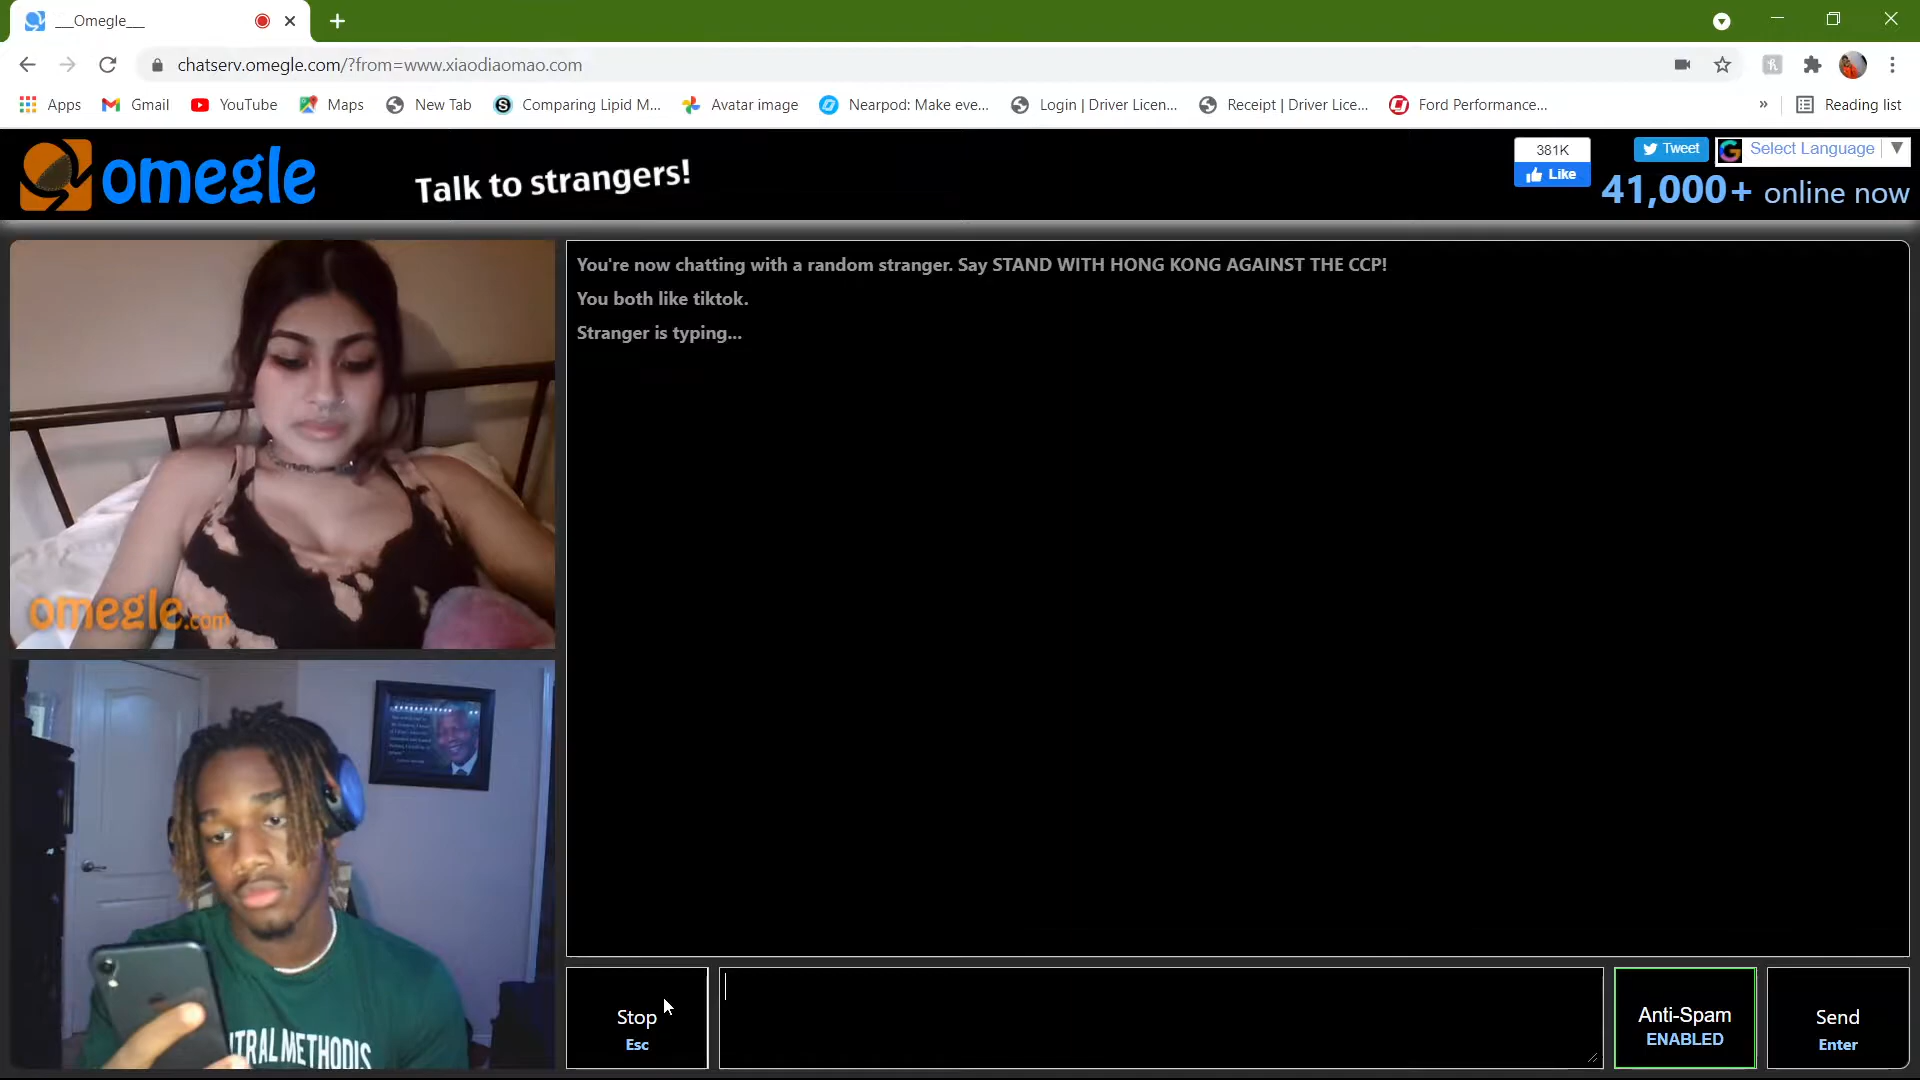 __Omegle__
chatserv.omegle.com/?from=www.xiaodiaomao.com
Apps
Gmail
YouTube
Maps
New Tab
Comparing Lipid M...
Avatar image
Nearpod: Make eve...
Login | Driver Licen...
Receipt | Driver Lice...
Ford Performance...
»
Reading list
omegle
Talk to strangers!
381K
Like
Tweet
Select Language
41,000+ online now
You're now chatting with a random stranger. Say STAND WITH HONG KONG AGAINST THE CCP!
You both like tiktok.
Stranger is typing...
omegle.com
NTRAL METHODIS
Stop
Esc
Anti-Spam
ENABLED
Send
Enter